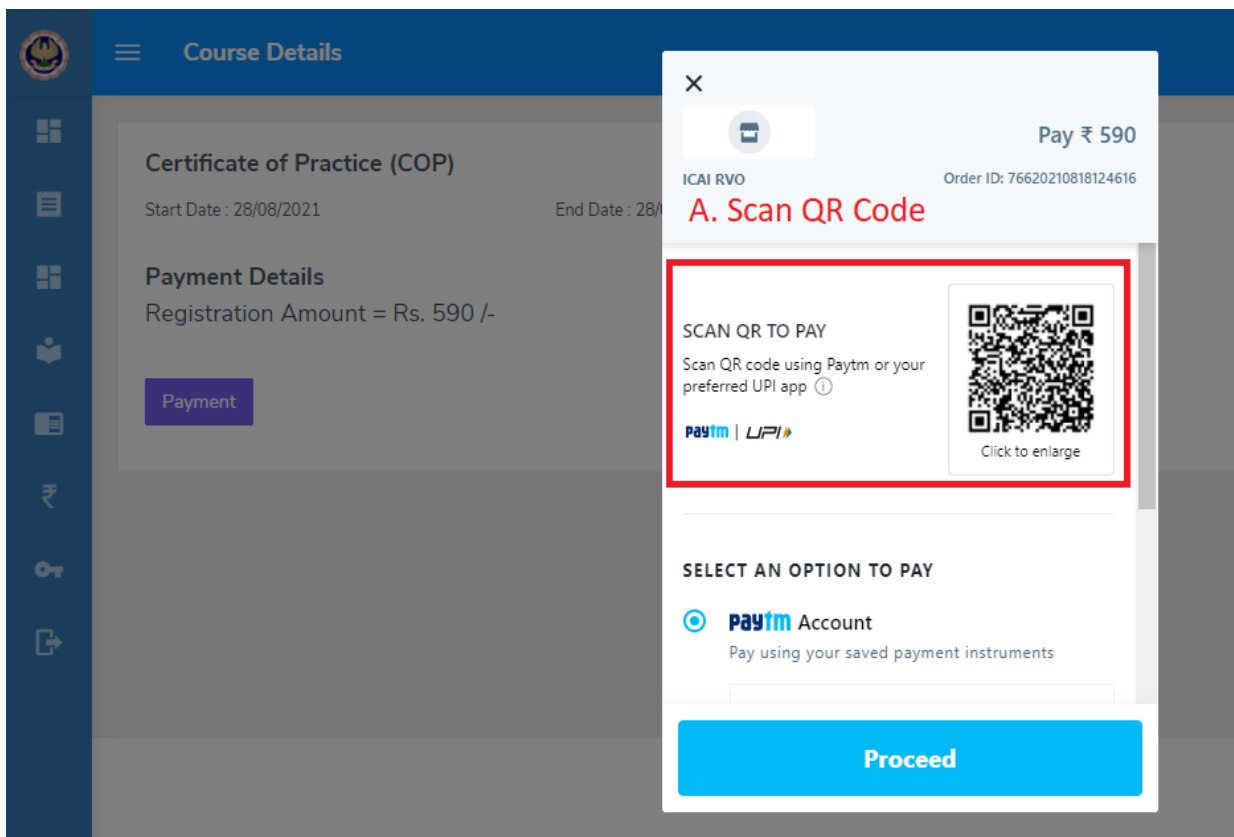 Course Details
Certificate of Practice (COP)
Start Date : 28/08/2021
End Date : 28/
Payment Details
Registration Amount = Rs. 590 /-
Payment
₹
Pay ₹ 590
ICAI RVO
Order ID: 76620210818124616
A. Scan QR Code
SCAN QR TO PAY
Scan QR code using Paytm or your
preferred UPI app
paytm | UPI
Click to enlarge
SELECT AN OPTION TO PAY
paytm Account
Pay using your saved payment instruments
Proceed